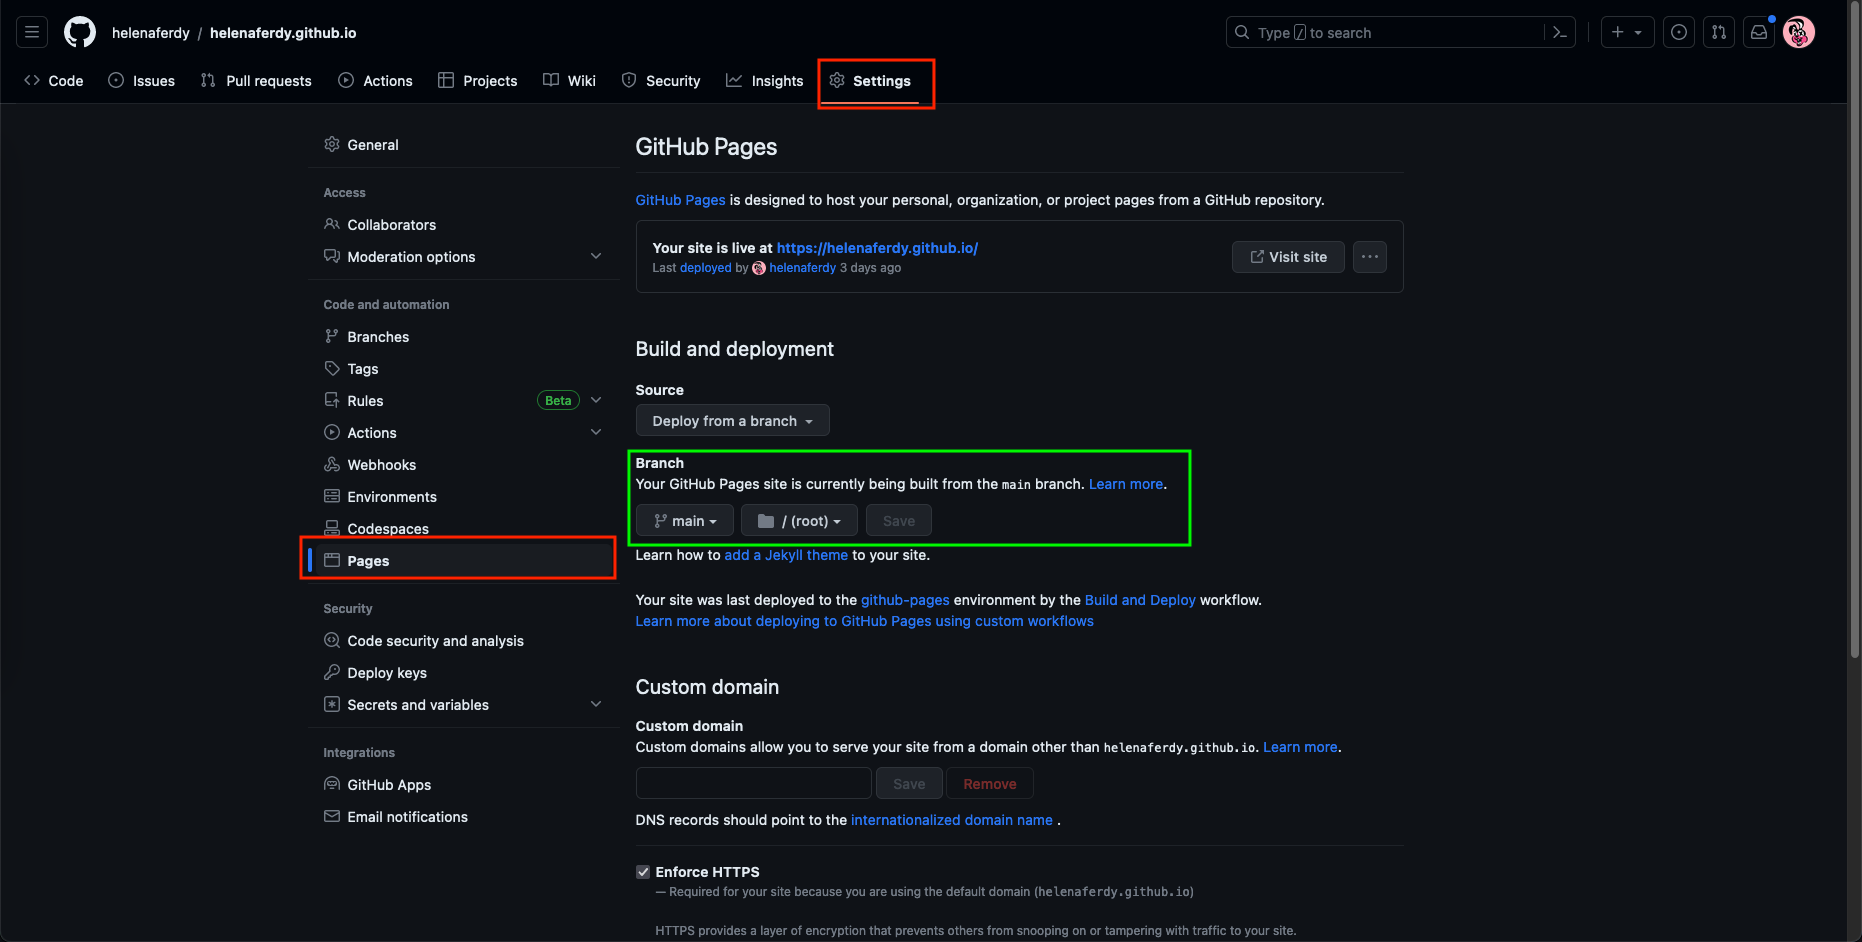 helenaferdy / helenaferdy.github.io
Type / to search
Code Issues Pull requests Actions Projects Wiki Security Insights Settings
General
Access
Collaborators
Moderation options
Code and automation
Branches
Tags
Rules Beta
Actions
Webhooks
Environments
Codespaces
Pages
Security
Code security and analysis
Deploy keys
Secrets and variables
Integrations
GitHub Apps
Email notifications
GitHub Pages
GitHub Pages is designed to host your personal, organization, or project pages from a GitHub repository.
Your site is live at https://helenaferdy.github.io/
Last deployed by helenaferdy 3 days ago
Visit site
Build and deployment
Source
Deploy from a branch
Branch
Your GitHub Pages site is currently being built from the main branch. Learn more.
main / (root) Save
Learn how to add a Jekyll theme to your site.
Your site was last deployed to the github-pages environment by the Build and Deploy workflow.
Learn more about deploying to GitHub Pages using custom workflows
Custom domain
Custom domain
Custom domains allow you to serve your site from a domain other than helenaferdy.github.io. Learn more.
Save Remove
DNS records should point to the internationalized domain name .
Enforce HTTPS
— Required for your site because you are using the default domain (helenaferdy.github.io)
HTTPS provides a layer of encryption that prevents others from snooping on or tampering with traffic to your site.